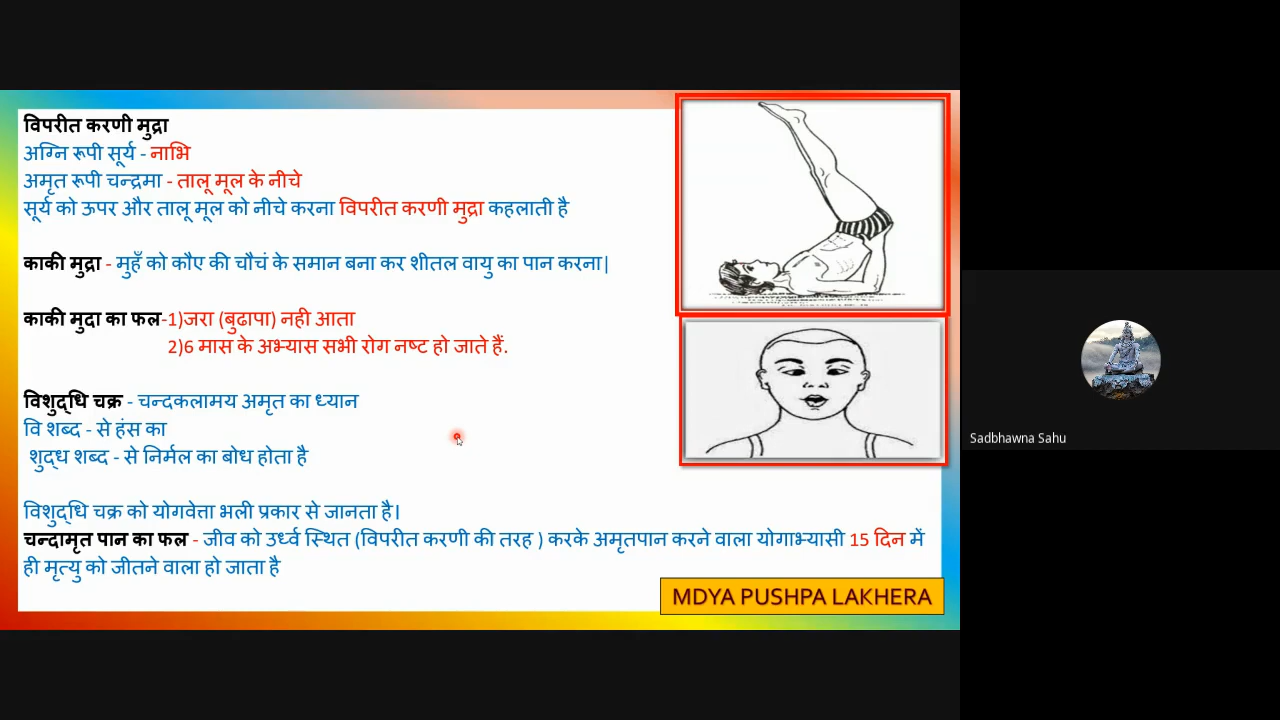 विपरीत करणी मुद्रा
अग्नि रूपी सूर्य - नाभि
अमृत रूपी चन्द्रमा - तालू मूल के नीचे
सूर्य को ऊपर और तालू मूल को नीचे करना विपरीत करणी मुद्रा कहलाती है
काकी मुद्रा - मुहँ को कौए की चौचं के समान बना कर शीतल वायु का पान करना|
काकी मुद्रा का फल-1)जरा (बुढापा) नही आता
2)6 मास के अभ्यास सभी रोग नष्ट हो जाते हैं.
विशुद्धि चक्र - चन्दकलामय अमृत का ध्यान
वि शब्द - से हंस का
शुद्ध शब्द - से निर्मल का बोध होता है
विशुद्धि चक्र को योगवेत्ता भली प्रकार से जानता है।
चन्दामृत पान का फल - जीव को उर्ध्व स्थित (विपरीत करणी की तरह ) करके अमृतपान करने वाला योगाभ्यासी 15 दिन में
ही मृत्यु को जीतने वाला हो जाता है
MDYA PUSHPA LAKHERA
Sadbhawna Sahu